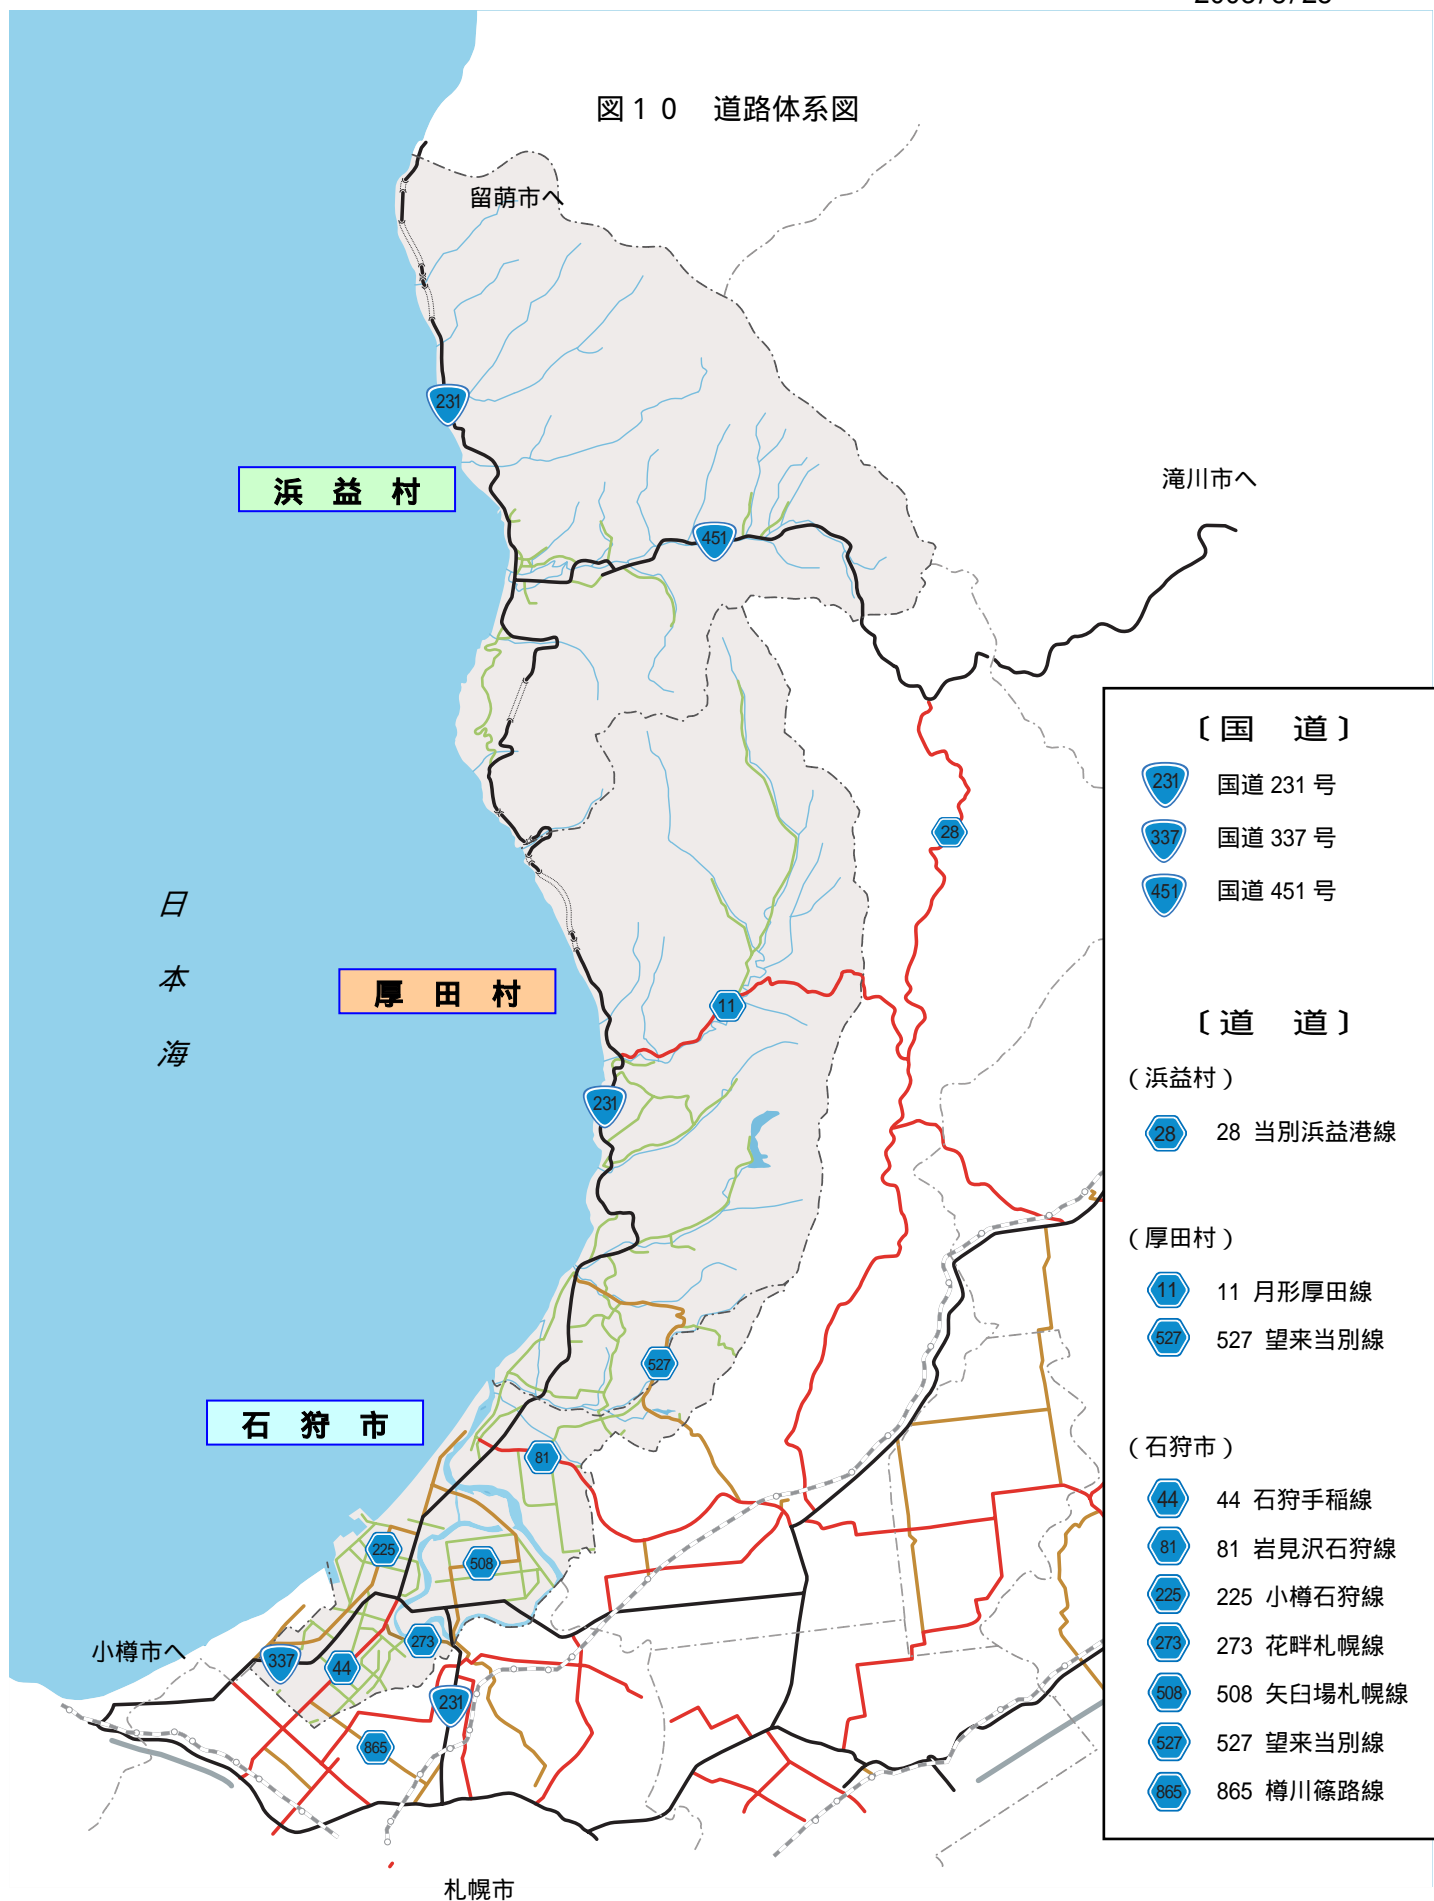 図１０　道路体系図
留萌市へ
231
浜 益 村
滝川市へ
451
28
日
本
海
厚 田 村
11
231
527
石 狩 市
81
225
508
273
小樽市へ
337
44
231
865
札幌市
〔国 道〕
231 国道 231 号
337 国道 337 号
451 国道 451 号
〔道 道〕
（浜益村）
28 28 当別浜益港線
（厚田村）
11 11 月形厚田線
527 527 望来当別線
（石狩市）
44 44 石狩手稲線
81 81 岩見沢石狩線
225 225 小樽石狩線
273 273 花畔札幌線
508 508 矢臼場札幌線
527 527 望来当別線
865 865 樽川篠路線